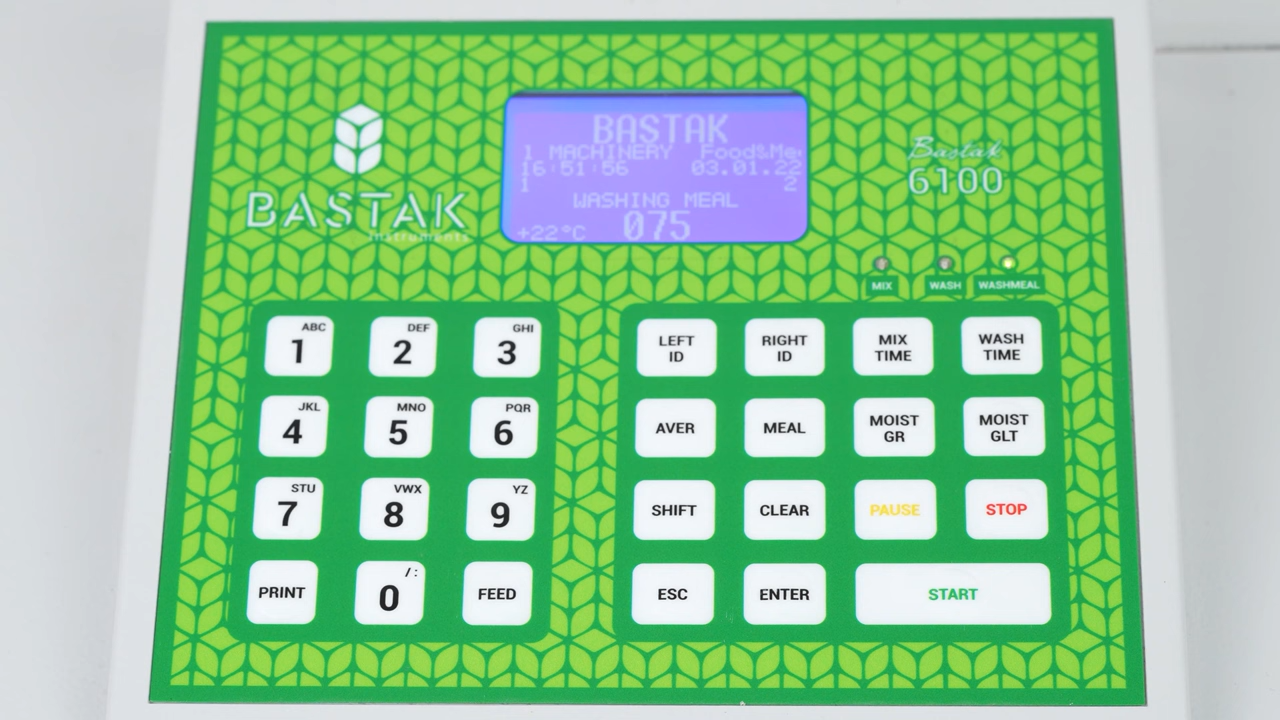 BASTAK
instruments
BASTAK
1 MACHINERY Food&Me
16:51:56 03.01.22
1 2
WASHING MEAL
+22°C 075
Bastak
6100
MIX WASH WASHMEAL
ABC DEF GHI
1 2 3
JKL MNO PQR
4 5 6
STU VWX YZ
7 8 9
/ :
PRINT 0 FEED
LEFT ID
RIGHT ID
MIX TIME
WASH TIME
AVER
MEAL
MOIST GR
MOIST GLT
SHIFT CLEAR PAUSE STOP
ESC ENTER START